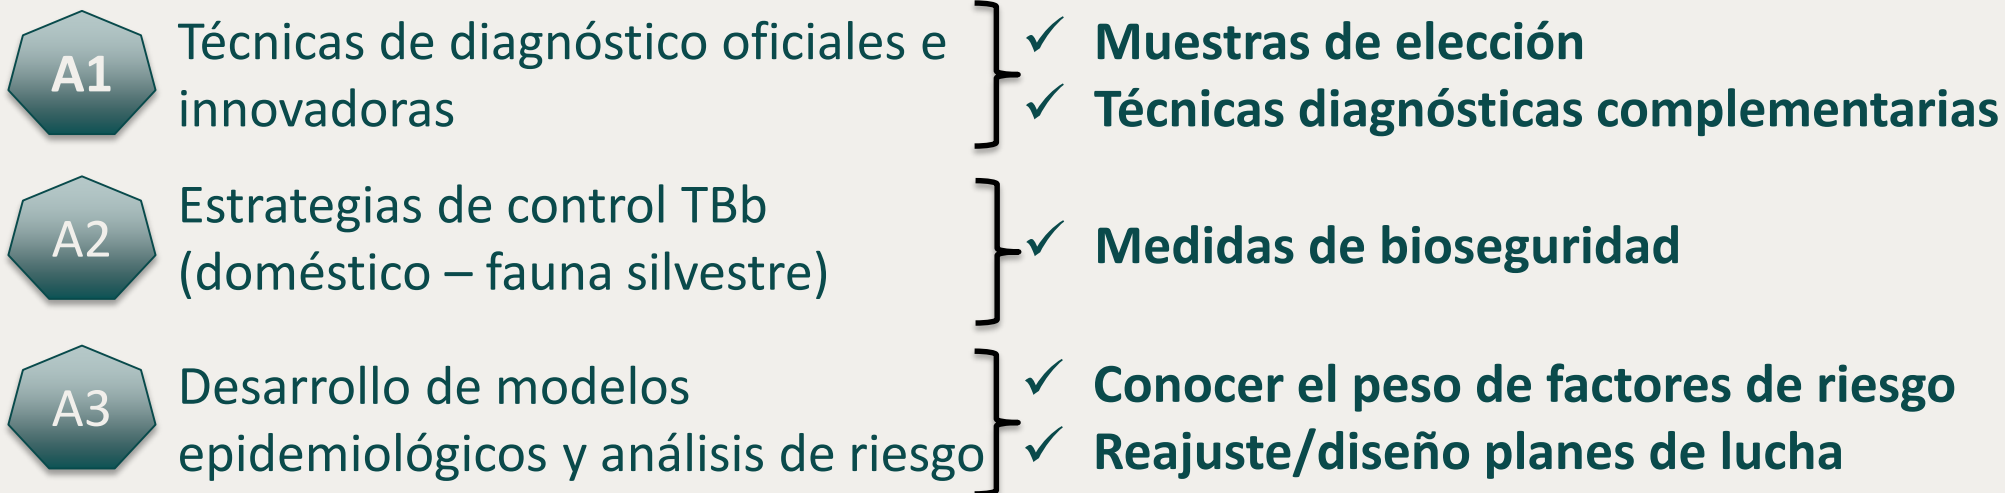 A1
Técnicas de diagnóstico oficiales e
innovadoras
✓ Muestras de elección
✓ Técnicas diagnósticas complementarias
A2
Estrategias de control TBb
(doméstico – fauna silvestre)
✓ Medidas de bioseguridad
A3
Desarrollo de modelos
epidemiológicos y análisis de riesgo
✓ Conocer el peso de factores de riesgo
✓ Reajuste/diseño planes de lucha